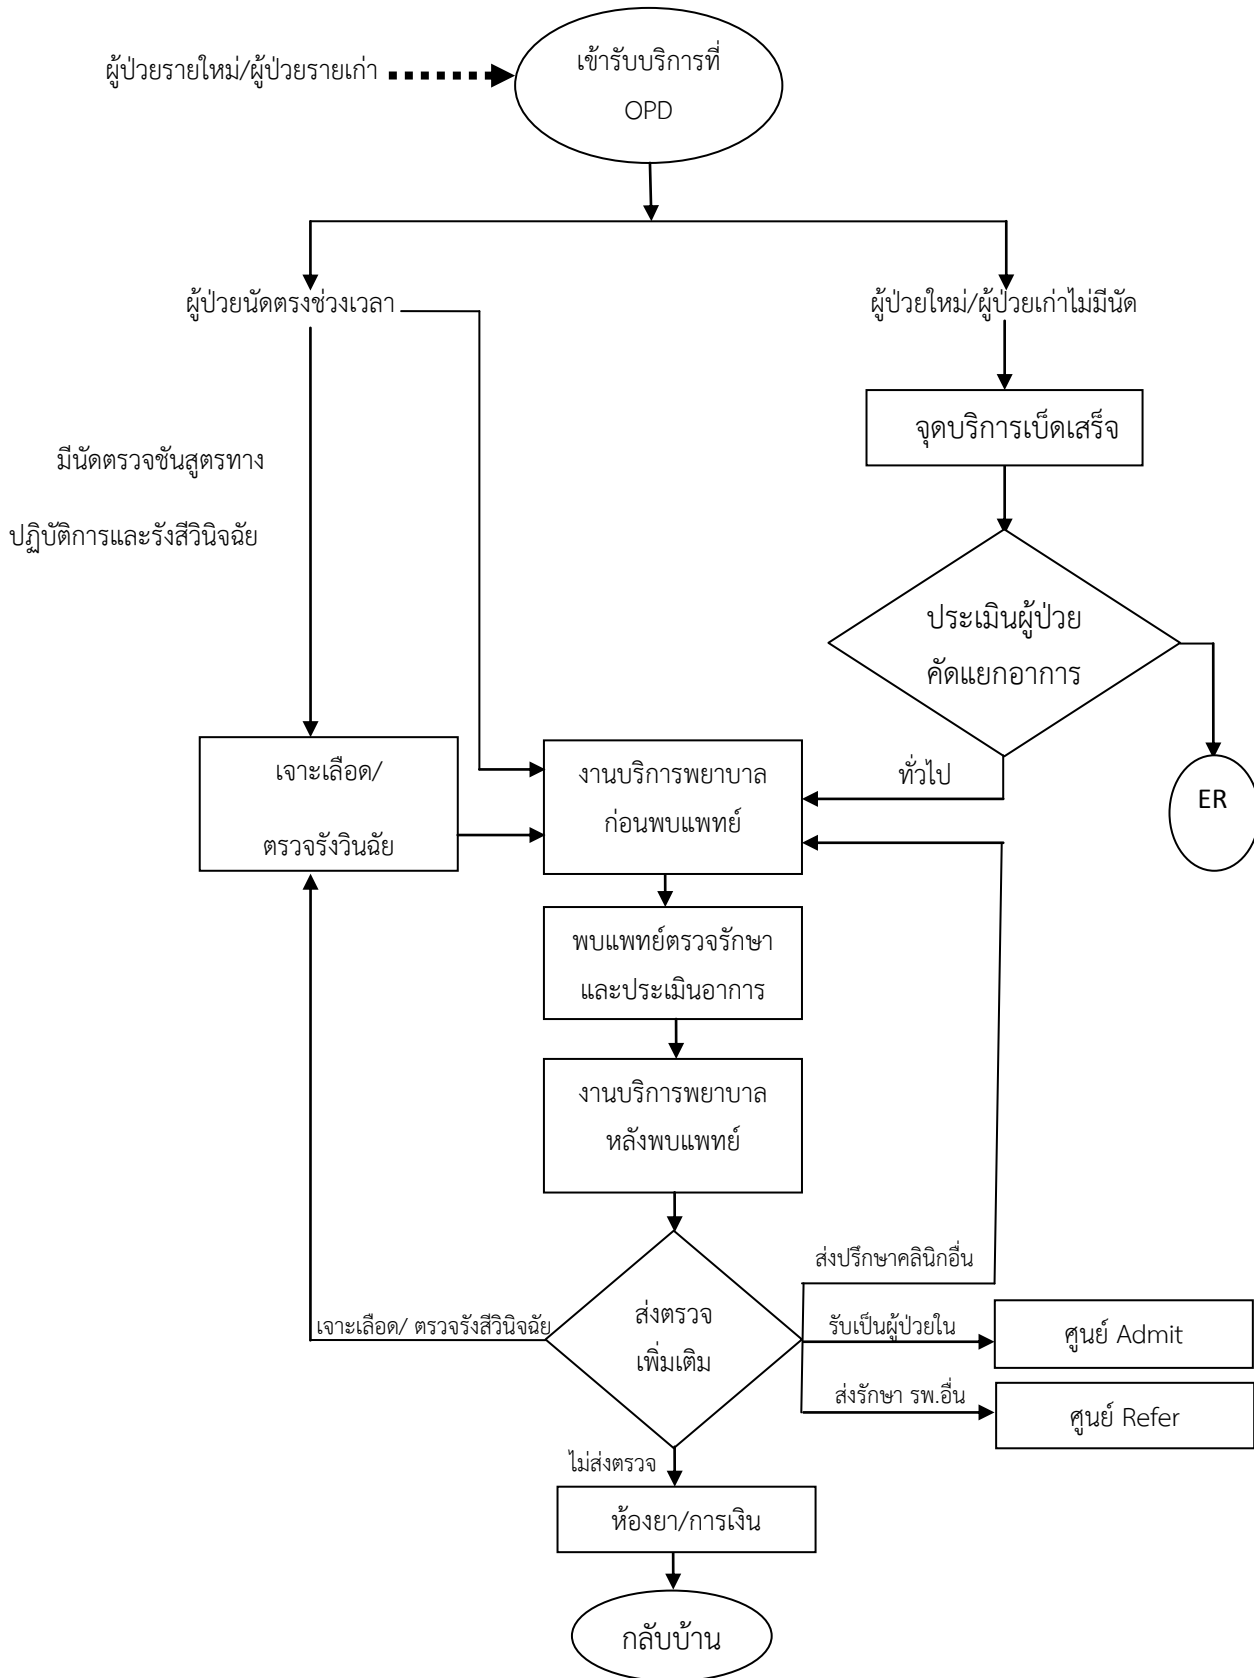 เข้ารับบริการที่
OPD
ผู้ป่วยรายใหม่/ผู้ป่วยรายเก่า
ผู้ป่วยนัดตรงช่วงเวลา
ผู้ป่วยใหม่/ผู้ป่วยเก่าไม่มีนัด
จุดบริการเบ็ดเสร็จ
มีนัดตรวจชันสูตรทาง
ปฏิบัติการและรังสีวินิจฉัย
ประเมินผู้ป่วย
คัดแยกอาการ
เจาะเลือด/
ตรวจรังวินฉัย
งานบริการพยาบาล
ก่อนพบแพทย์
ทั่วไป
ER
พบแพทย์ตรวจรักษา
และประเมินอาการ
งานบริการพยาบาล
หลังพบแพทย์
ส่งปรึกษาคลินิกอื่น
เจาะเลือด/ ตรวจรังสีวินิจฉัย
ส่งตรวจ
เพิ่มเติม
รับเป็นผู้ป่วยใน
ศูนย์ Admit
ส่งรักษา รพ.อื่น
ศูนย์ Refer
ไม่ส่งตรวจ
ห้องยา/การเงิน
กลับบ้าน